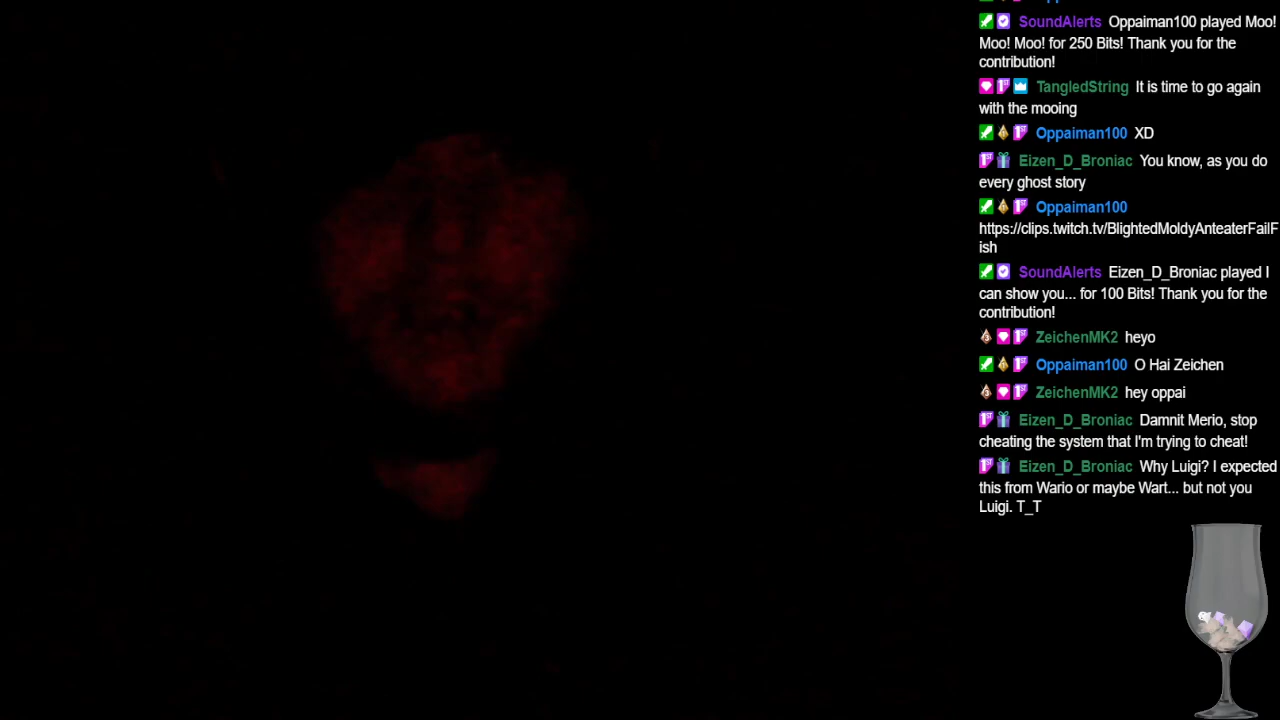 SoundAlerts Oppaiman100 played Moo!
Moo! Moo! for 250 Bits! Thank you for the
contribution!
TangledString It is time to go again
with the mooing
Oppaiman100 XD
Eizen_D_Broniac You know, as you do
every ghost story
Oppaiman100
https://clips.twitch.tv/BlightedMoldyAnteaterFailF
ish
SoundAlerts Eizen_D_Broniac played I
can show you... for 100 Bits! Thank you for the
contribution!
ZeichenMK2 heyo
Oppaiman100 O Hai Zeichen
ZeichenMK2 hey oppai
Eizen_D_Broniac Damnit Merio, stop
cheating the system that I'm trying to cheat!
Eizen_D_Broniac Why Luigi? I expected
this from Wario or maybe Wart... but not you
Luigi. T_T